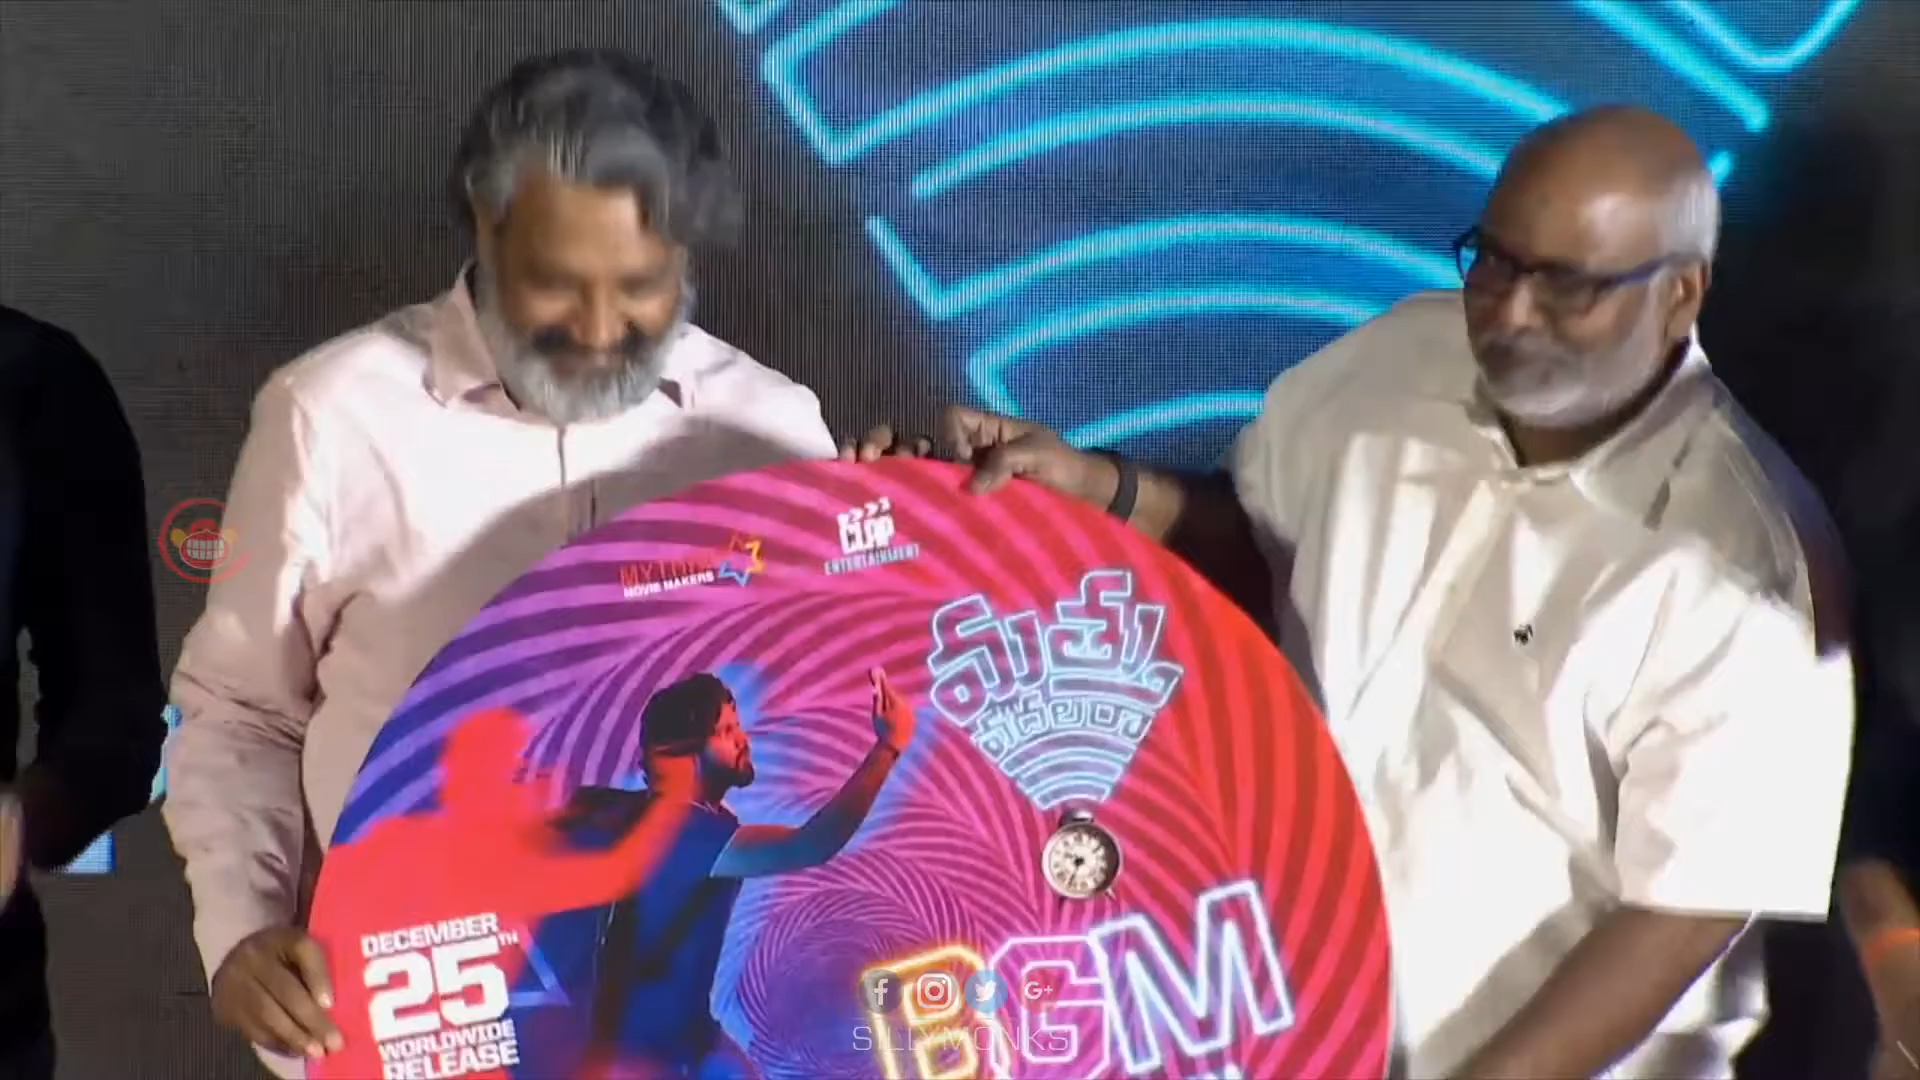 MYTHRI
MOVIE MAKERS
CLAP
ENTERTAINMENT
మత్తు
వదలరా
DECEMBER
25TH
WORLDWIDE
RELEASE
BGM
SILLYMONKS